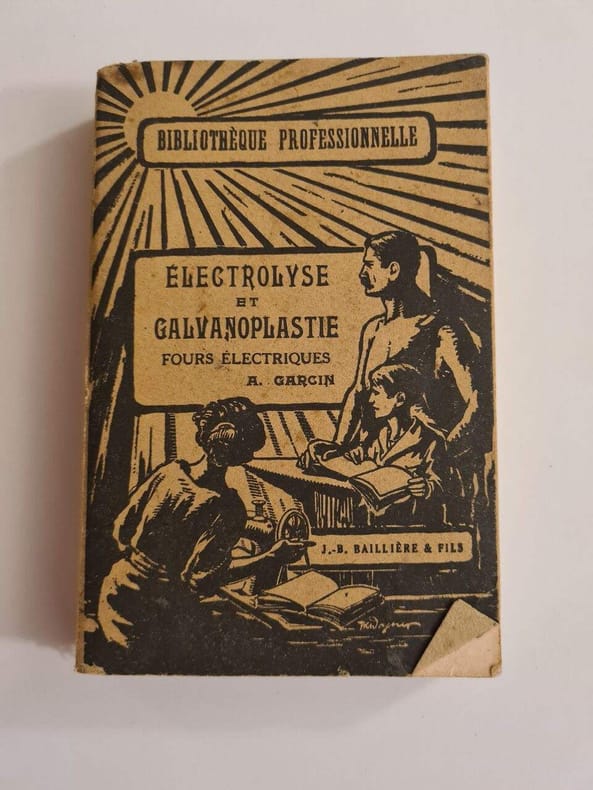 BIBLIOTHÈQUE PROFESSIONNELLE
ÉLECTROLYSE
ET
GALVANOPLASTIE
FOURS ÉLECTRIQUES
A. GARCIN
J.-B. BAILLIÈRE & FILS